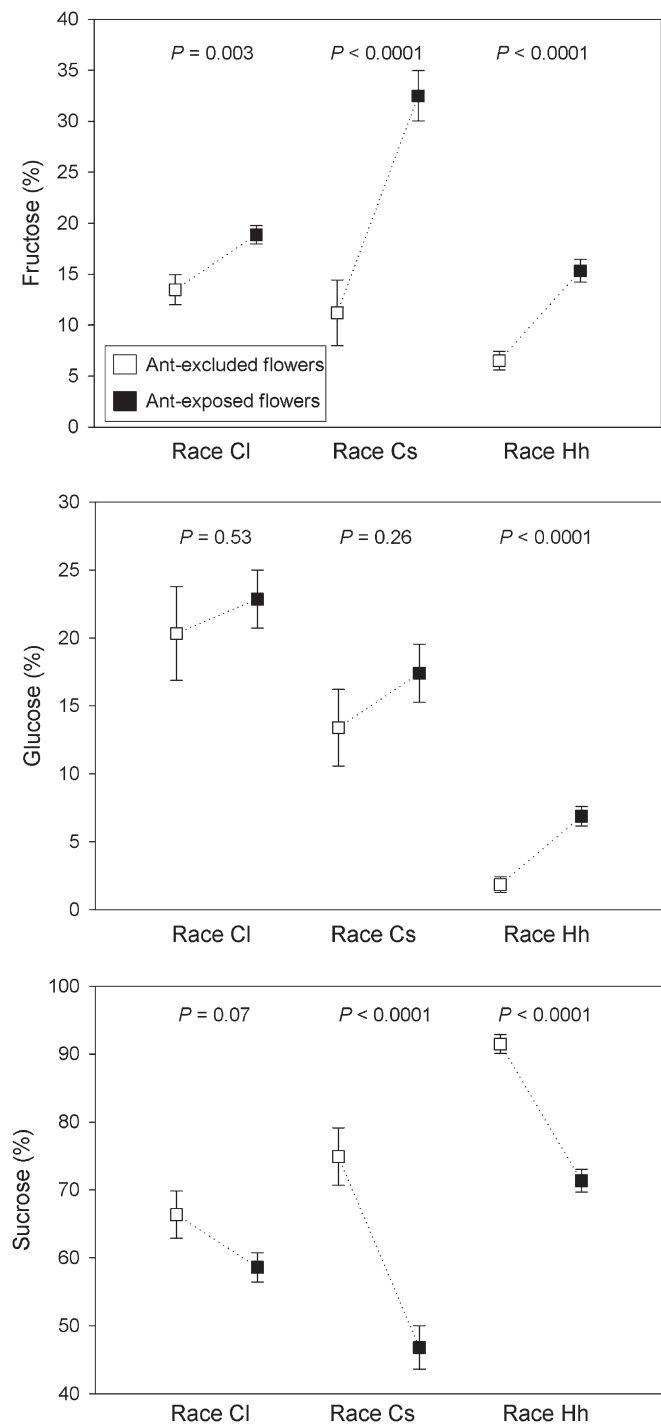 40
35
30
25
20
15
10
5
0
Fructose (%)
P = 0.003 P < 0.0001 P < 0.0001
Ant-excluded flowers
Ant-exposed flowers
Race Cl Race Cs Race Hh
30
25
20
15
10
5
0
Glucose (%)
P = 0.53 P = 0.26 P < 0.0001
Race Cl Race Cs Race Hh
100
90
80
70
60
50
40
Sucrose (%)
P = 0.07 P < 0.0001 P < 0.0001
Race Cl Race Cs Race Hh